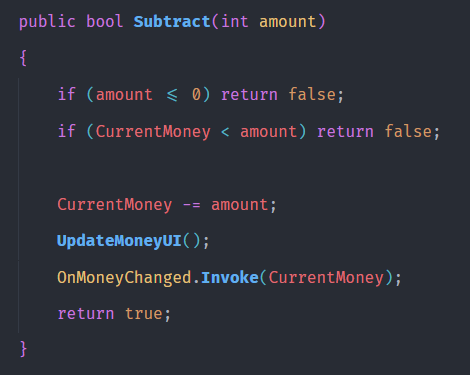 public bool Subtract(int amount)
{
if (amount <= 0) return false;
if (CurrentMoney < amount) return false;
CurrentMoney -= amount;
UpdateMoneyUI();
OnMoneyChanged.Invoke(CurrentMoney);
return true;
}